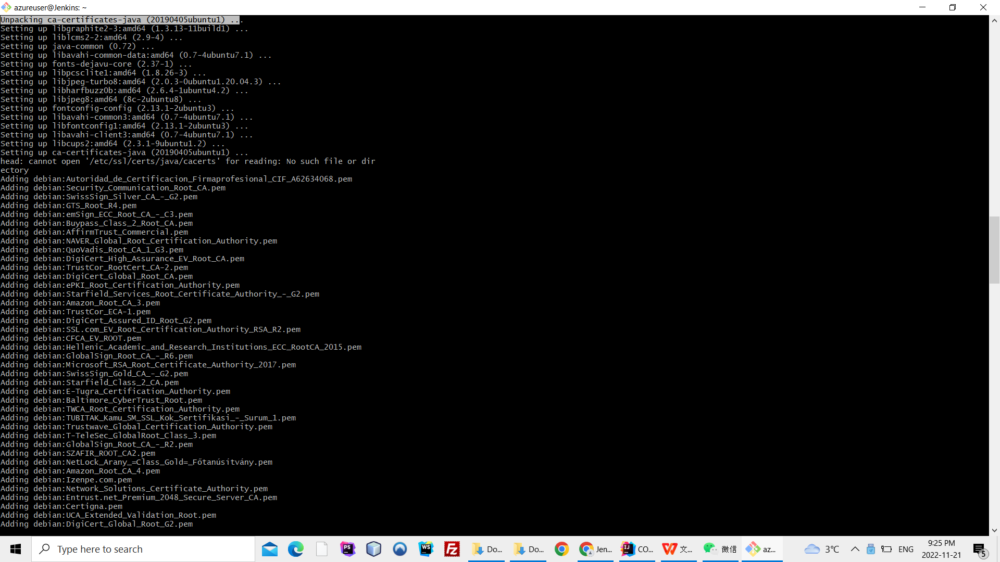 azureuser@Jenkins: ~
Unpacking ca-certificates-java (20190405ubuntu1) ...
Setting up libgraphite2-3:amd64 (1.3.13-11build1) ...
Setting up liblcms2-2:amd64 (2.9-4) ...
Setting up java-common (0.72) ...
Setting up libavahi-common-data:amd64 (0.7-4ubuntu7.1) ...
Setting up fonts-dejavu-core (2.37-1) ...
Setting up libpcsclite1:amd64 (1.8.26-3) ...
Setting up libjpeg-turbo8:amd64 (2.0.3-0ubuntu1.20.04.3) ...
Setting up libharfbuzz0b:amd64 (2.6.4-1ubuntu4.2) ...
Setting up libjpeg8:amd64 (8c-2ubuntu8) ...
Setting up fontconfig-config (2.13.1-2ubuntu3) ...
Setting up libavahi-common3:amd64 (0.7-4ubuntu7.1) ...
Setting up libfontconfig1:amd64 (2.13.1-2ubuntu3) ...
Setting up libavahi-client3:amd64 (0.7-4ubuntu7.1) ...
Setting up libcups2:amd64 (2.3.1-9ubuntu1.2) ...
Setting up ca-certificates-java (20190405ubuntu1) ...
head: cannot open '/etc/ssl/certs/java/cacerts' for reading: No such file or dir
ectory
Adding debian:Autoridad_de_Certificacion_Firmaprofesional_CIF_A62634068.pem
Adding debian:Security_Communication_Root_CA.pem
Adding debian:SwissSign_Silver_CA_-_G2.pem
Adding debian:GTS_Root_R4.pem
Adding debian:emSign_ECC_Root_CA_-_C3.pem
Adding debian:Buypass_Class_2_Root_CA.pem
Adding debian:AffirmTrust_Commercial.pem
Adding debian:NAVER_Global_Root_Certification_Authority.pem
Adding debian:QuoVadis_Root_CA_1_G3.pem
Adding debian:DigiCert_High_Assurance_EV_Root_CA.pem
Adding debian:TrustCor_RootCert_CA-2.pem
Adding debian:DigiCert_Global_Root_CA.pem
Adding debian:ePKI_Root_Certification_Authority.pem
Adding debian:Starfield_Services_Root_Certificate_Authority_-_G2.pem
Adding debian:Amazon_Root_CA_3.pem
Adding debian:TrustCor_ECA-1.pem
Adding debian:DigiCert_Assured_ID_Root_G2.pem
Adding debian:SSL.com_EV_Root_Certification_Authority_RSA_R2.pem
Adding debian:CFCA_EV_ROOT.pem
Adding debian:Hellenic_Academic_and_Research_Institutions_ECC_RootCA_2015.pem
Adding debian:GlobalSign_Root_CA_-_R6.pem
Adding debian:Microsoft_RSA_Root_Certificate_Authority_2017.pem
Adding debian:SwissSign_Gold_CA_-_G2.pem
Adding debian:Starfield_Class_2_CA.pem
Adding debian:E-Tugra_Certification_Authority.pem
Adding debian:Baltimore_CyberTrust_Root.pem
Adding debian:TWCA_Root_Certification_Authority.pem
Adding debian:TUBITAK_Kamu_SM_SSL_Kok_Sertifikasi_-_Surum_1.pem
Adding debian:Trustwave_Global_Certification_Authority.pem
Adding debian:T-TeleSec_GlobalRoot_Class_3.pem
Adding debian:GlobalSign_Root_CA_-_R2.pem
Adding debian:SZAFIR_ROOT_CA2.pem
Adding debian:NetLock_Arany_=Class_Gold=_Főtanúsítvány.pem
Adding debian:Amazon_Root_CA_4.pem
Adding debian:Izenpe.com.pem
Adding debian:Network_Solutions_Certificate_Authority.pem
Adding debian:Entrust.net_Premium_2048_Secure_Server_CA.pem
Adding debian:Certigna.pem
Adding debian:UCA_Extended_Validation_Root.pem
Adding debian:DigiCert_Global_Root_G2.pem
Type here to search
PS
WS
Fz
Do...
Do...
Jen...
IJ
CO...
文...
微信
az...
3°C
ENG
9:25 PM
2022-11-21
5